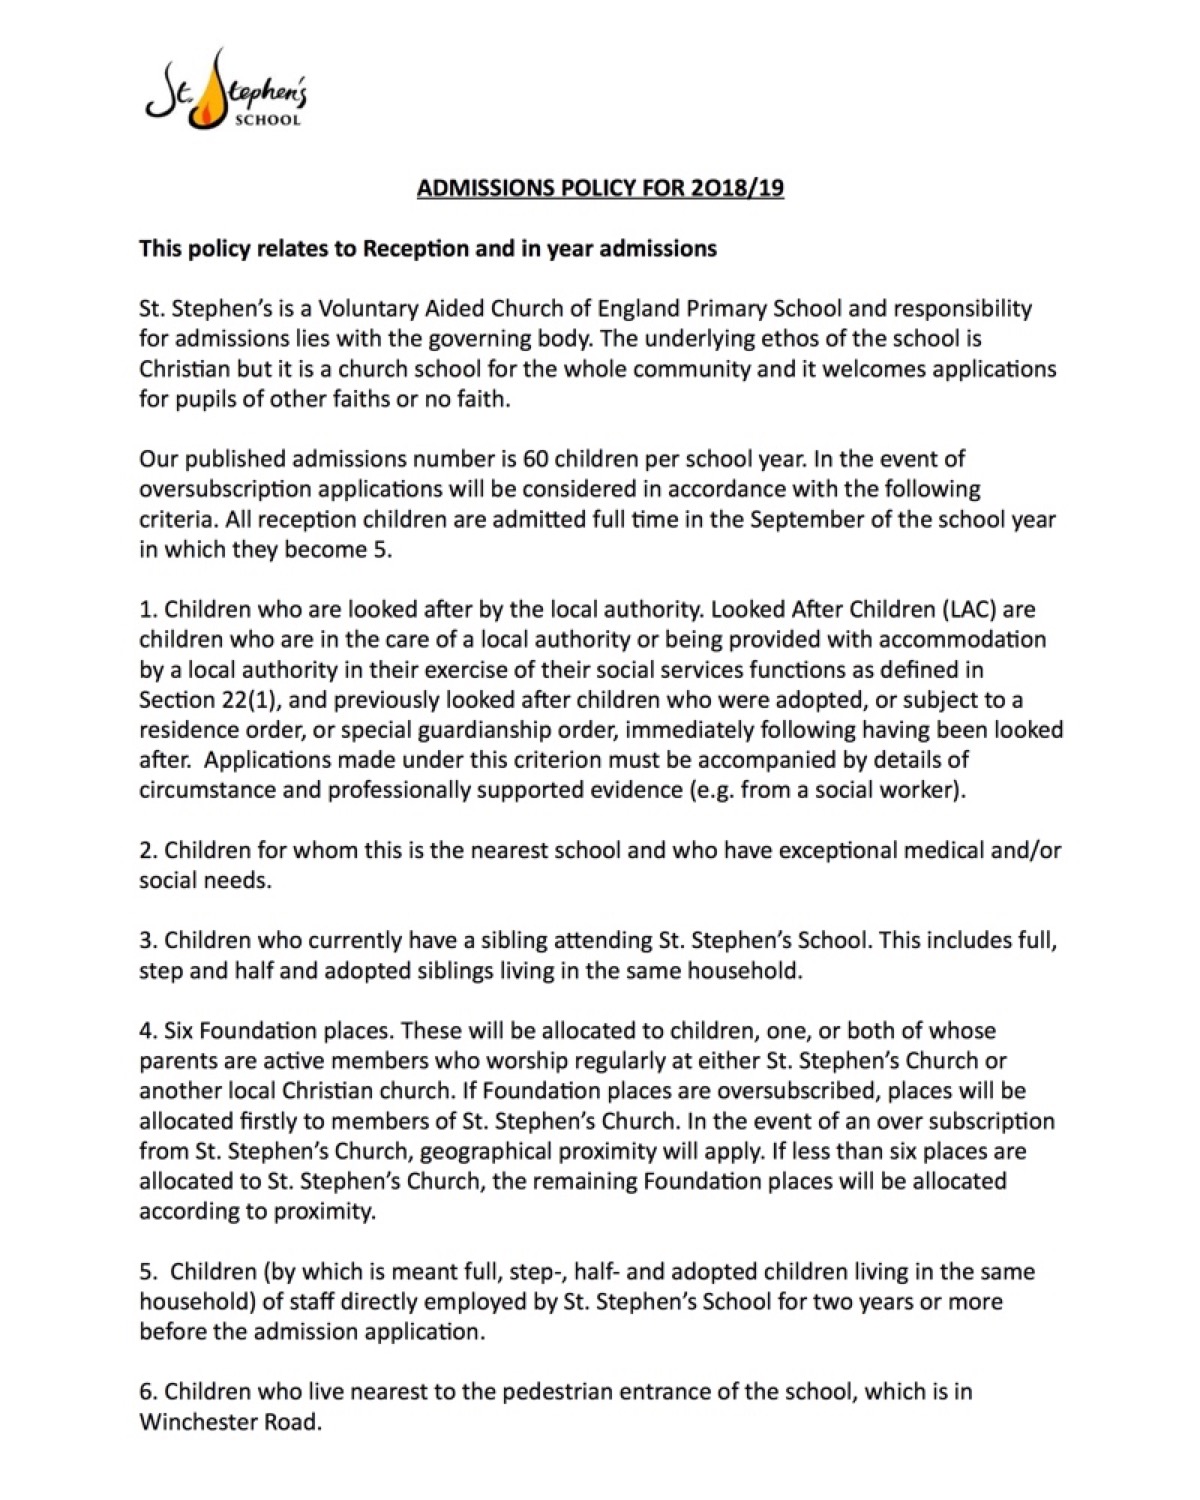 St. Stephen's
SCHOOL
ADMISSIONS POLICY FOR 2O18/19
This policy relates to Reception and in year admissions
St. Stephen’s is a Voluntary Aided Church of England Primary School and responsibility
for admissions lies with the governing body. The underlying ethos of the school is
Christian but it is a church school for the whole community and it welcomes applications
for pupils of other faiths or no faith.
Our published admissions number is 60 children per school year. In the event of
oversubscription applications will be considered in accordance with the following
criteria. All reception children are admitted full time in the September of the school year
in which they become 5.
1. Children who are looked after by the local authority. Looked After Children (LAC) are
children who are in the care of a local authority or being provided with accommodation
by a local authority in their exercise of their social services functions as defined in
Section 22(1), and previously looked after children who were adopted, or subject to a
residence order, or special guardianship order, immediately following having been looked
after.  Applications made under this criterion must be accompanied by details of
circumstance and professionally supported evidence (e.g. from a social worker).
2. Children for whom this is the nearest school and who have exceptional medical and/or
social needs.
3. Children who currently have a sibling attending St. Stephen’s School. This includes full,
step and half and adopted siblings living in the same household.
4. Six Foundation places. These will be allocated to children, one, or both of whose
parents are active members who worship regularly at either St. Stephen’s Church or
another local Christian church. If Foundation places are oversubscribed, places will be
allocated firstly to members of St. Stephen’s Church. In the event of an over subscription
from St. Stephen’s Church, geographical proximity will apply. If less than six places are
allocated to St. Stephen’s Church, the remaining Foundation places will be allocated
according to proximity.
5.  Children (by which is meant full, step-, half- and adopted children living in the same
household) of staff directly employed by St. Stephen’s School for two years or more
before the admission application.
6. Children who live nearest to the pedestrian entrance of the school, which is in
Winchester Road.